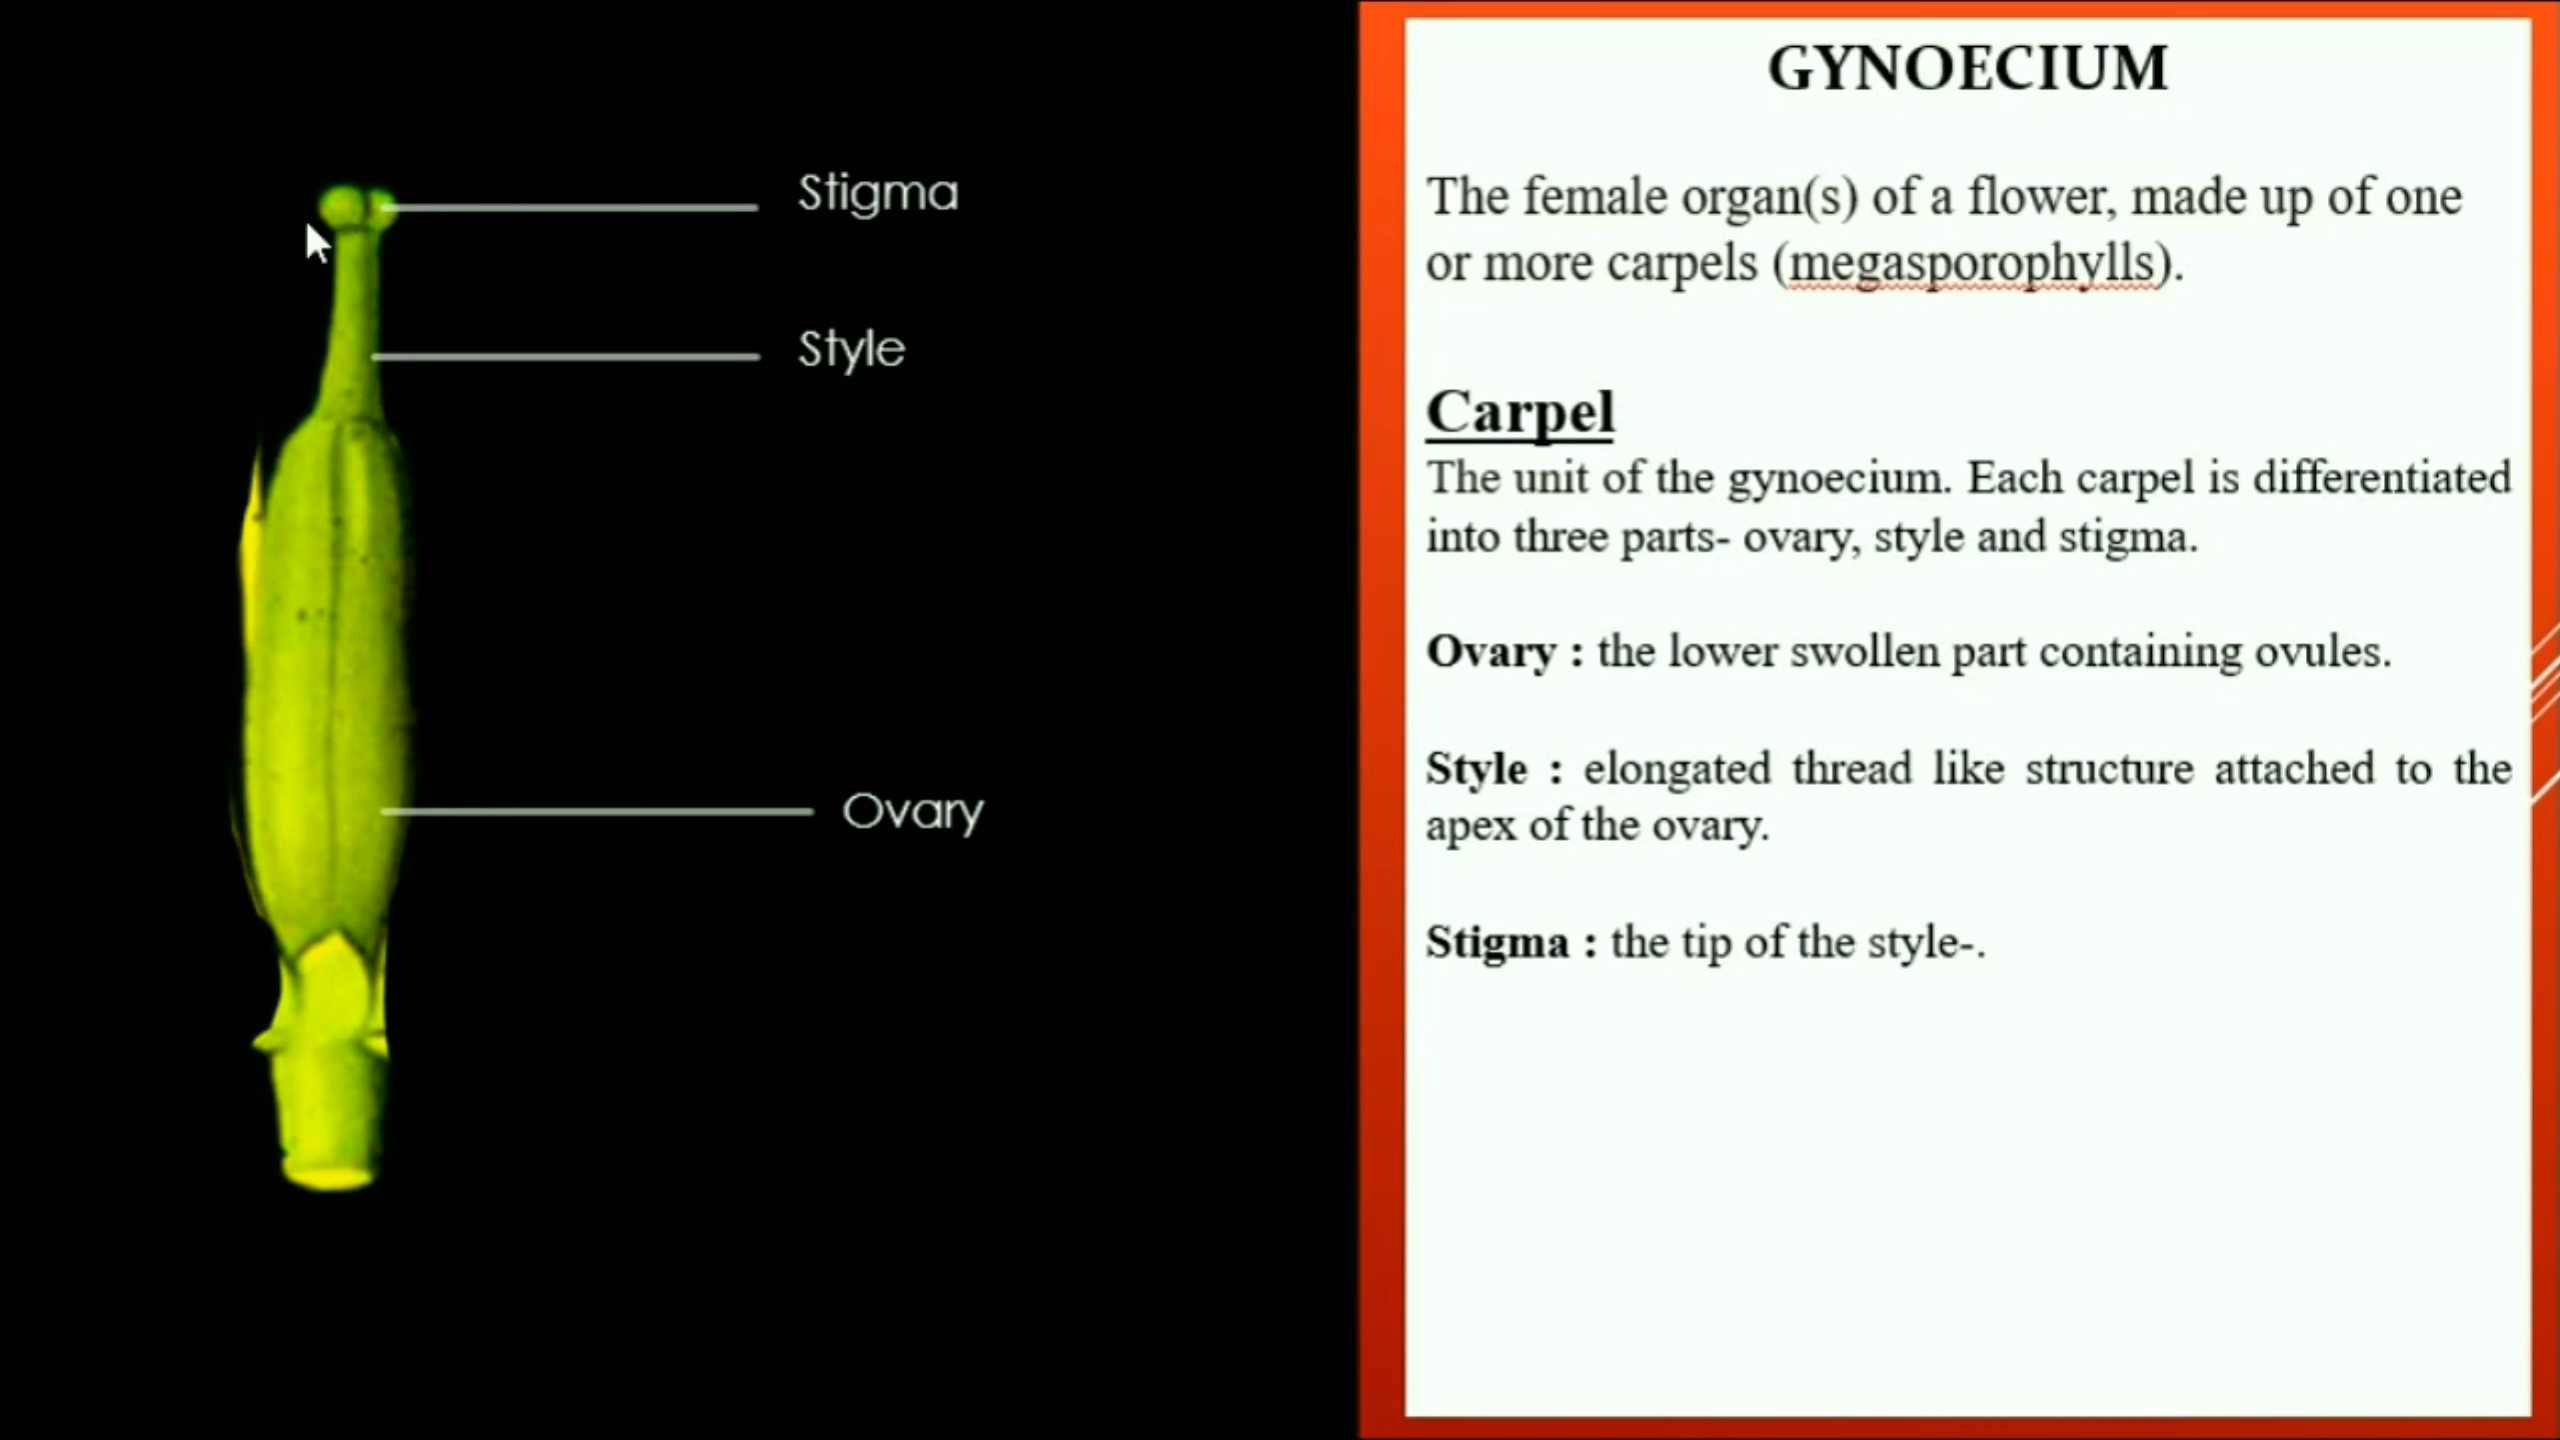 Stigma
Style
Ovary
GYNOECIUM
The female organ(s) of a flower, made up of one
or more carpels (megasporophylls).
Carpel
The unit of the gynoecium. Each carpel is differentiated
into three parts- ovary, style and stigma.
Ovary : the lower swollen part containing ovules.
Style : elongated thread like structure attached to the
apex of the ovary.
Stigma : the tip of the style-.